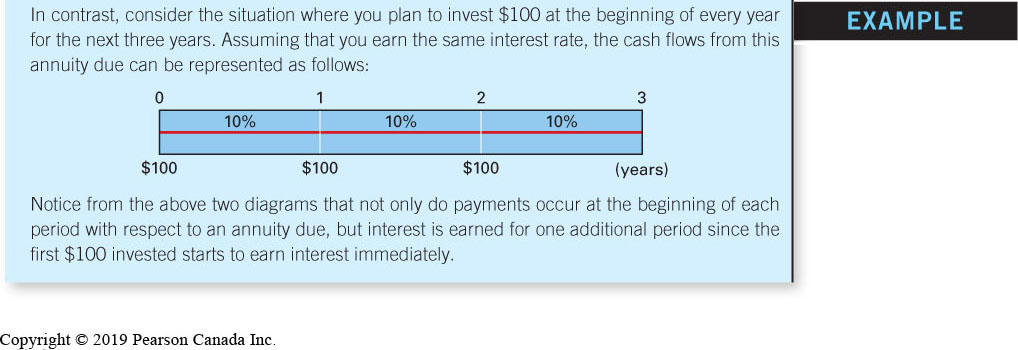 In contrast, consider the situation where you plan to invest $100 at the beginning of every year
for the next three years. Assuming that you earn the same interest rate, the cash flows from this
annuity due can be represented as follows:
EXAMPLE
0 1 2 3
10% 10% 10%
$100 $100 $100 (years)
Notice from the above two diagrams that not only do payments occur at the beginning of each
period with respect to an annuity due, but interest is earned for one additional period since the
first $100 invested starts to earn interest immediately.
Copyright © 2019 Pearson Canada Inc.